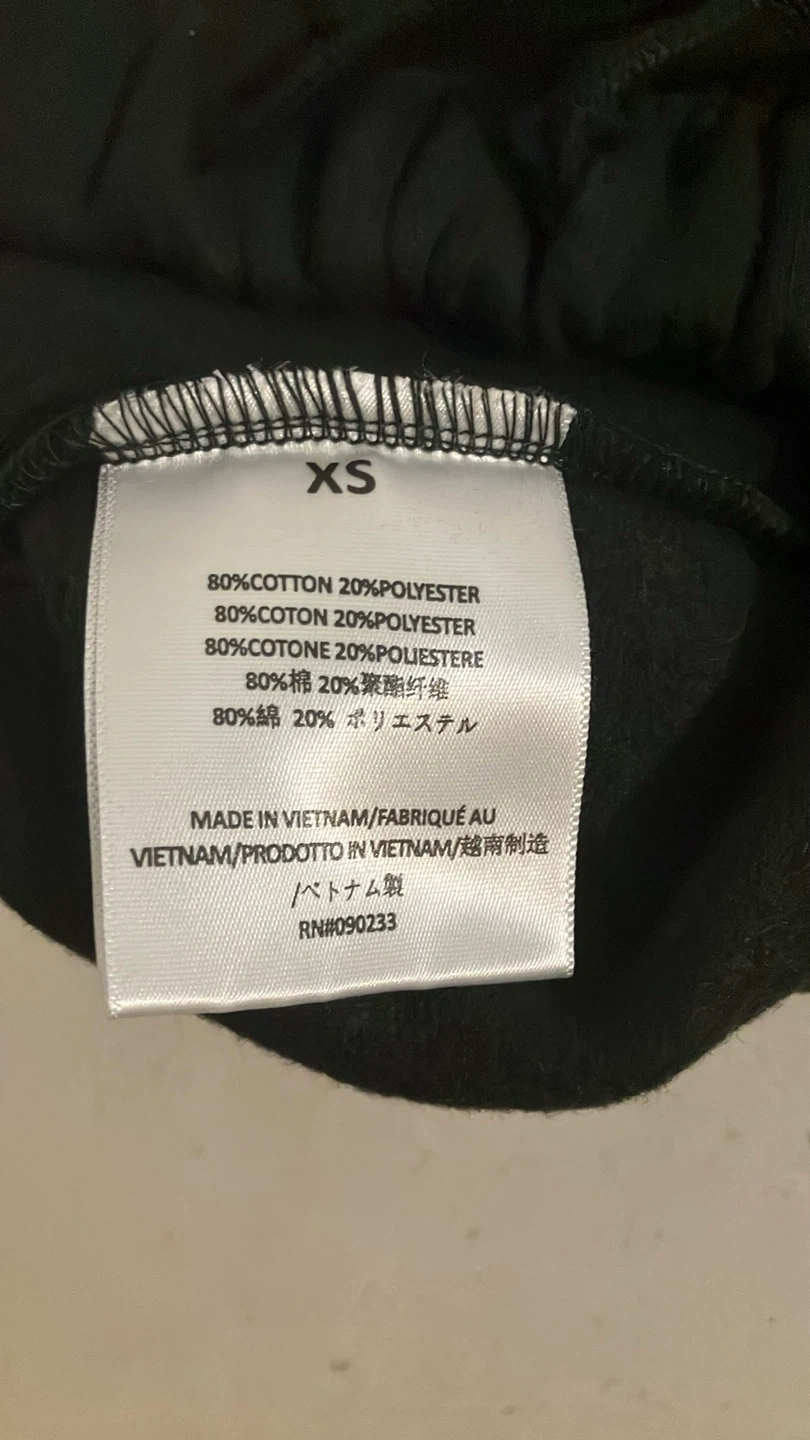 XS
80%COTTON 20%POLYESTER
80%COTON 20%POLYESTER
80%COTONE 20%POLIESTERE
80%棉 20%聚酯纤维
80%綿 20% ポリエステル
MADE IN VIETNAM/FABRIQUÉ AU
VIETNAM/PRODOTTO IN VIETNAM/越南制造
/ベトナム製
RN#090233